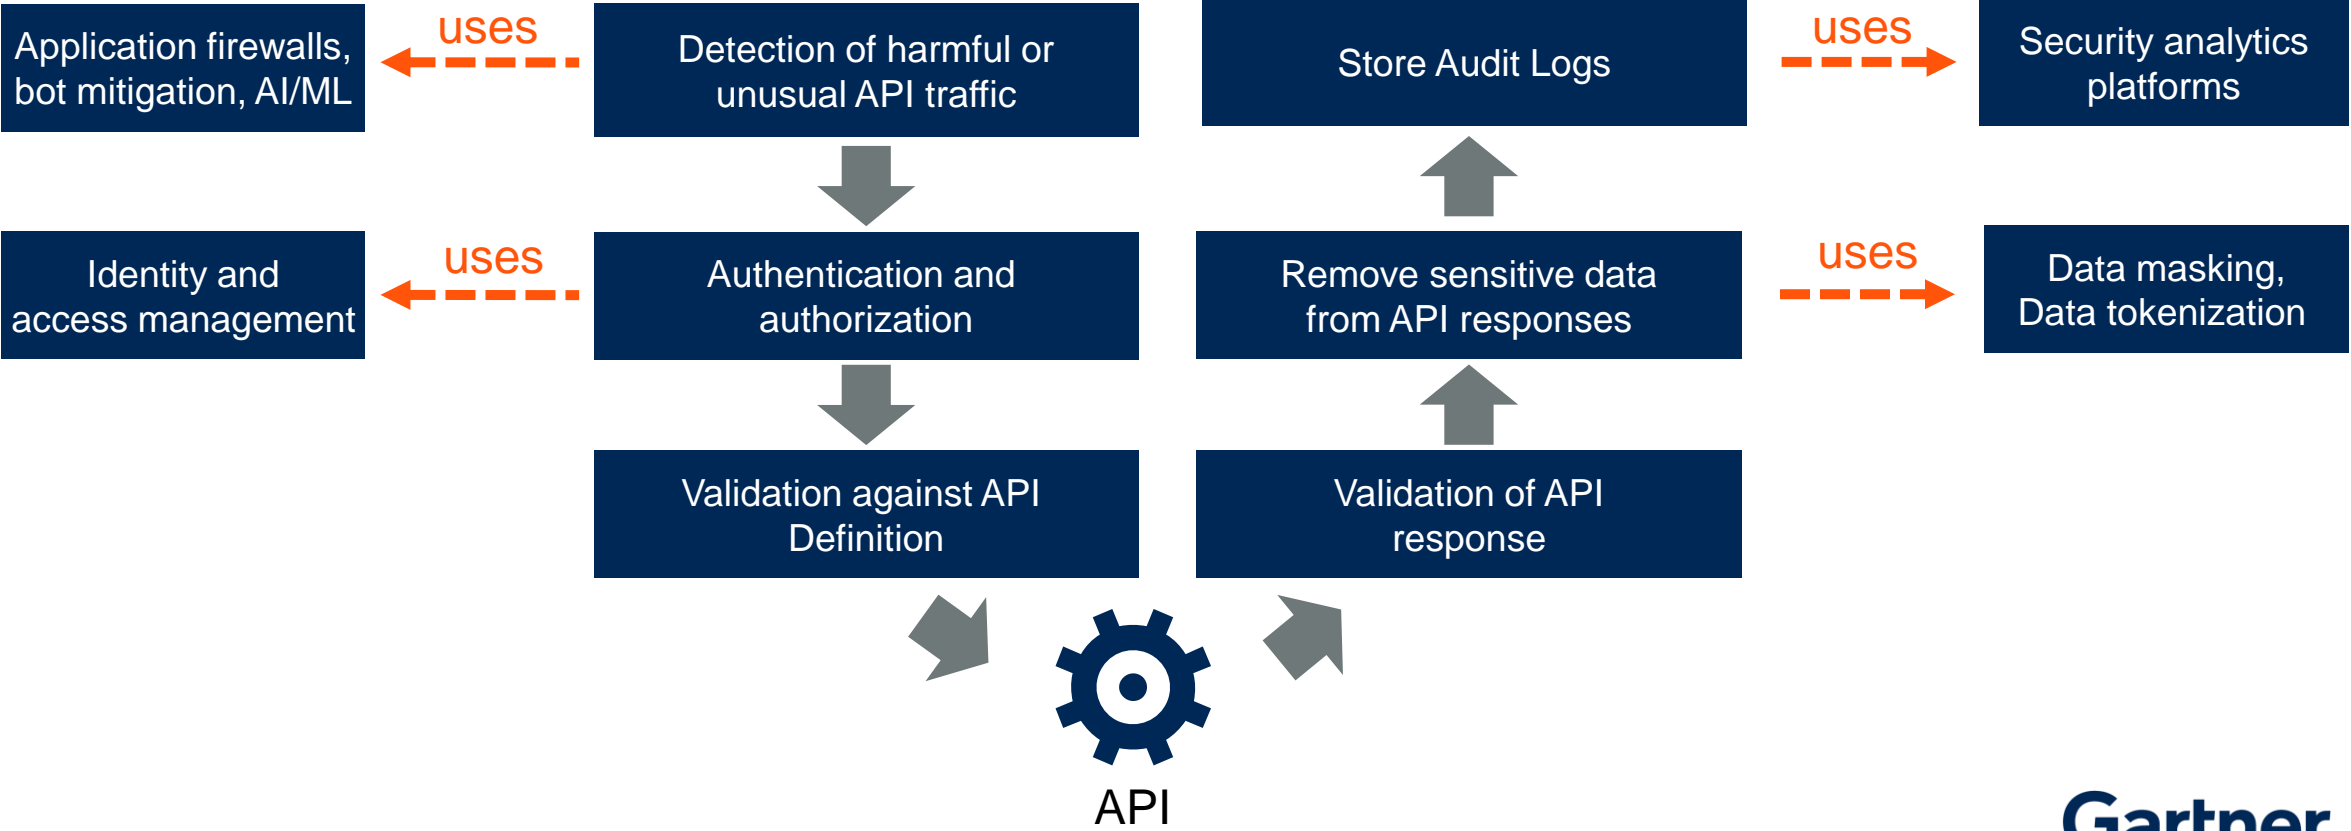 Application firewalls,
bot mitigation, AI/ML
uses
Detection of harmful or
unusual API traffic
Store Audit Logs
uses
Security analytics
platforms
Identity and
access management
uses
Authentication and
authorization
Remove sensitive data
from API responses
uses
Data masking,
Data tokenization
Validation against API
Definition
Validation of API
response
API
Gartner